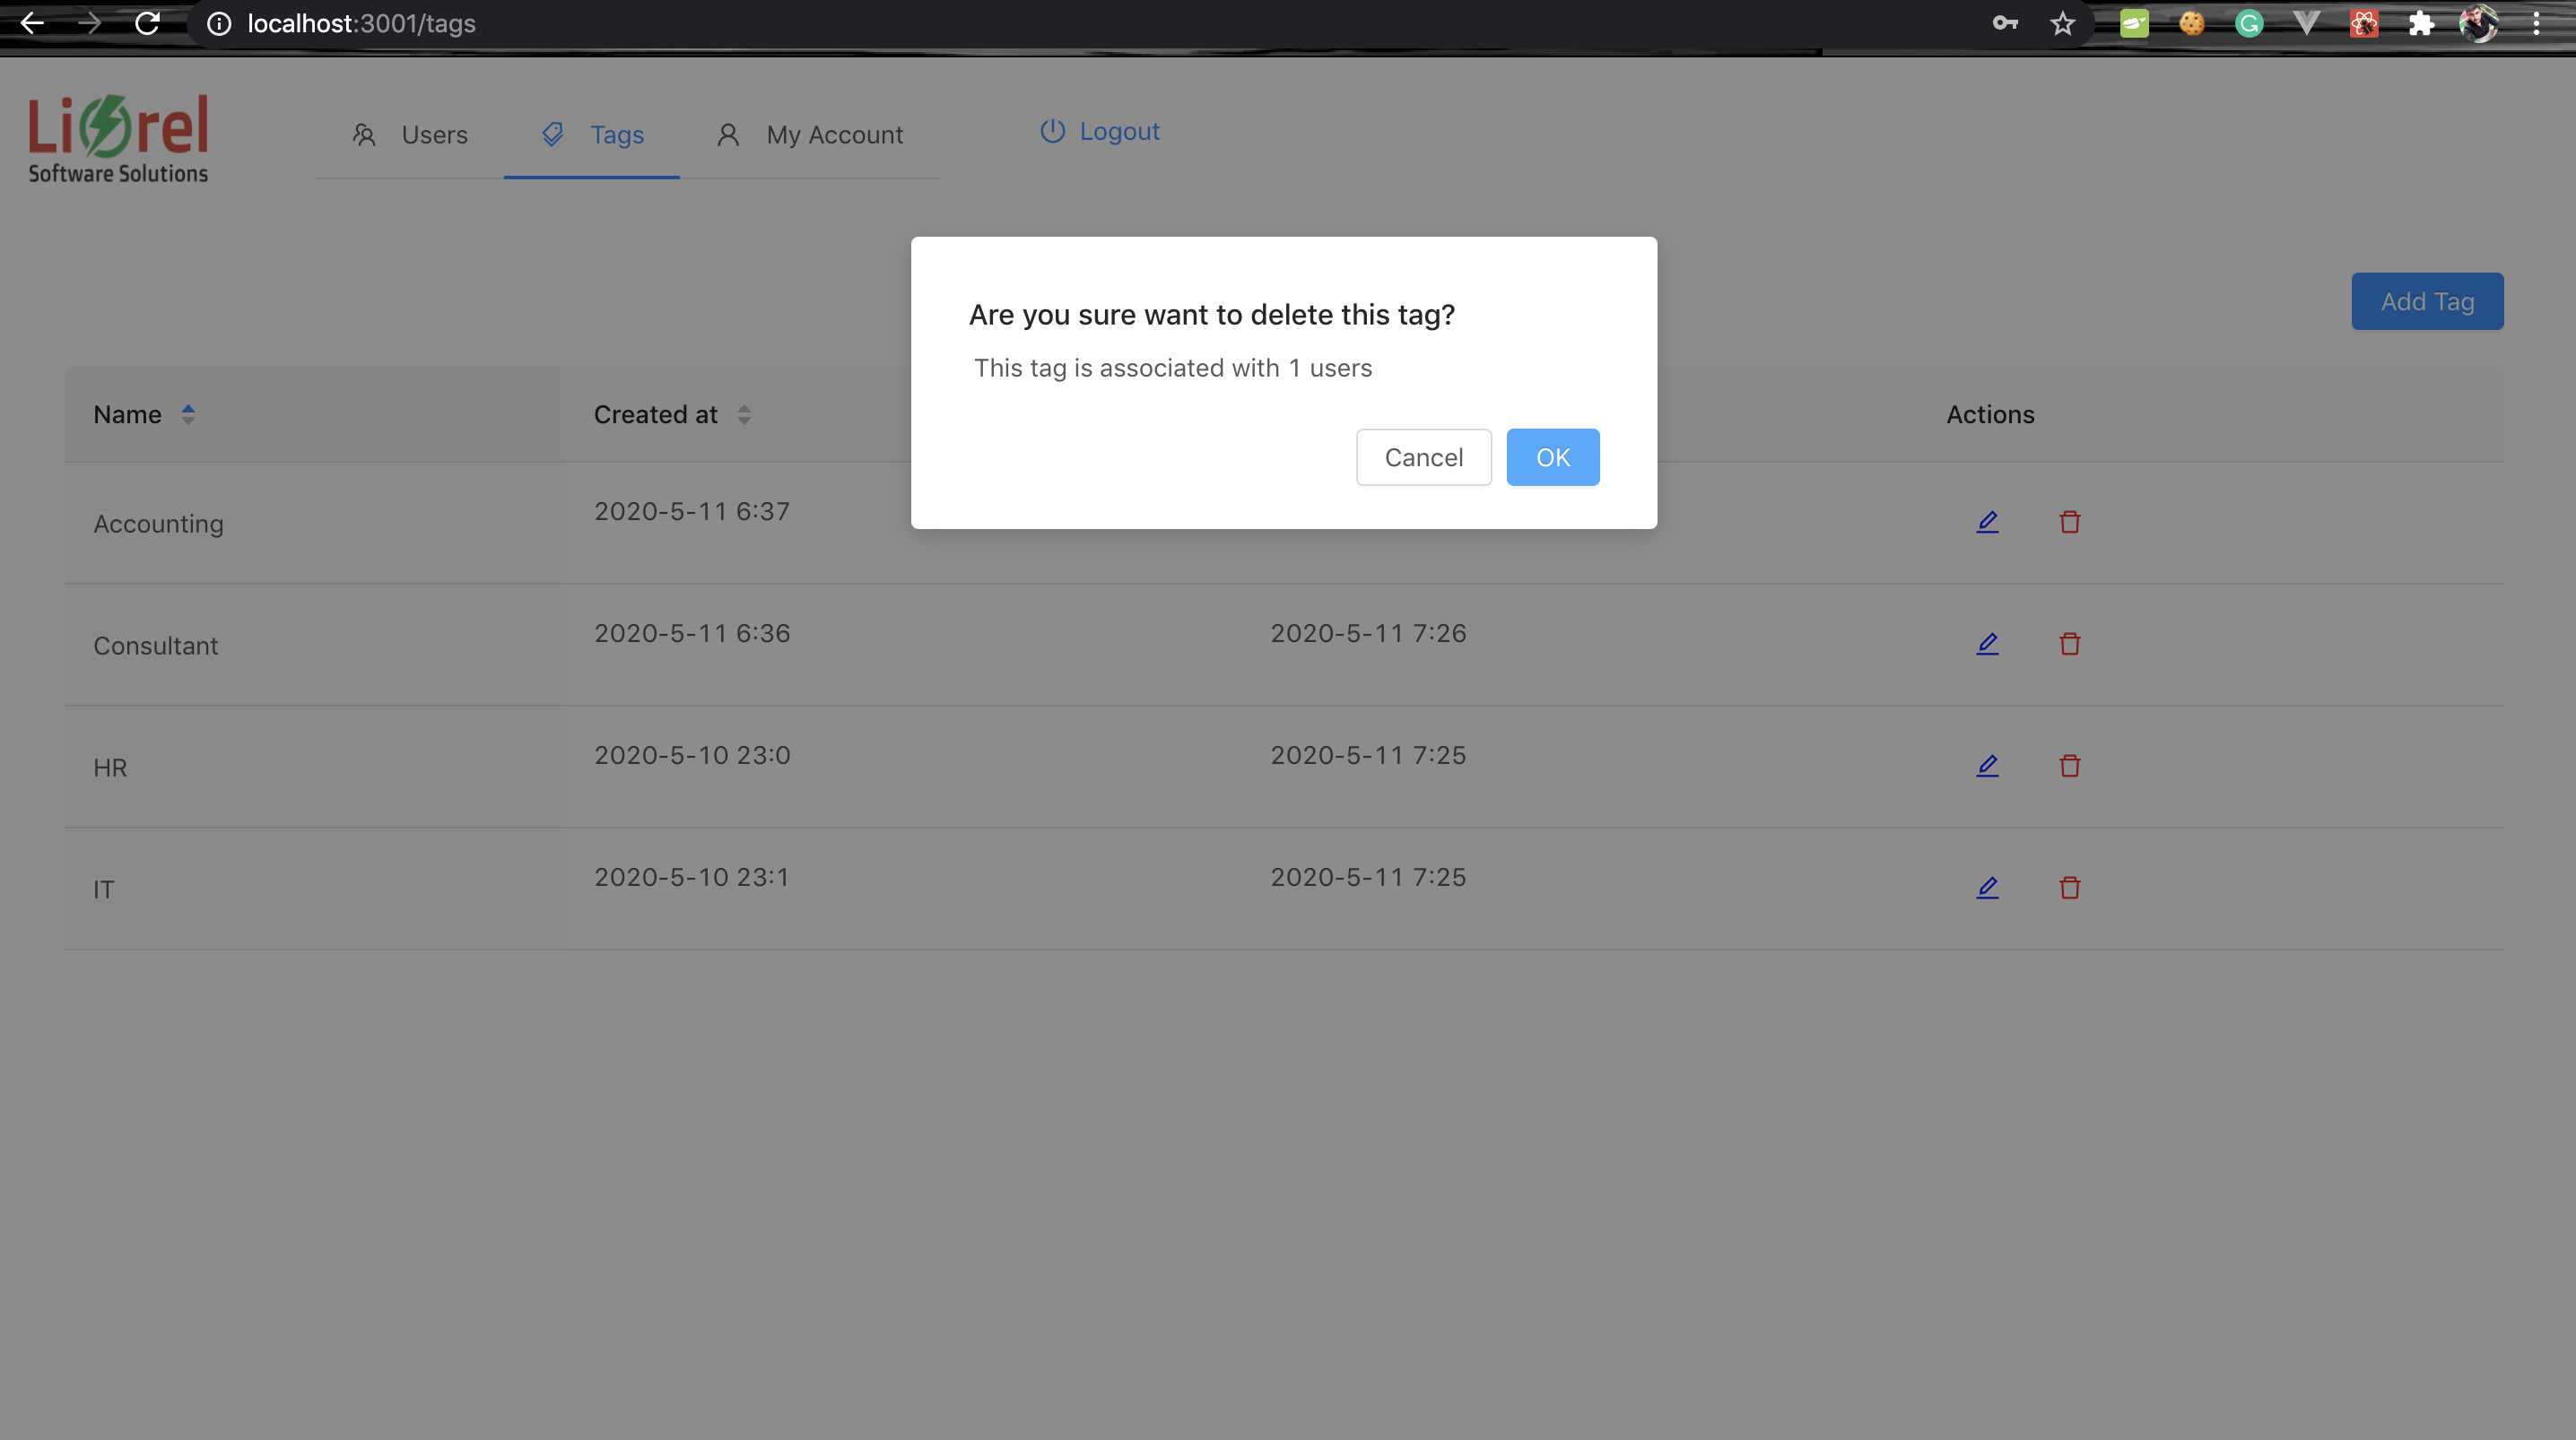 localhost:3001/tags
Liorel
Software Solutions
Users
Tags
My Account
Logout
Add Tag
Are you sure want to delete this tag?
This tag is associated with 1 users
Cancel
OK
Name
Created at
Actions
Accounting
2020-5-11 6:37
Consultant
2020-5-11 6:36
2020-5-11 7:26
HR
2020-5-10 23:0
2020-5-11 7:25
IT
2020-5-10 23:1
2020-5-11 7:25